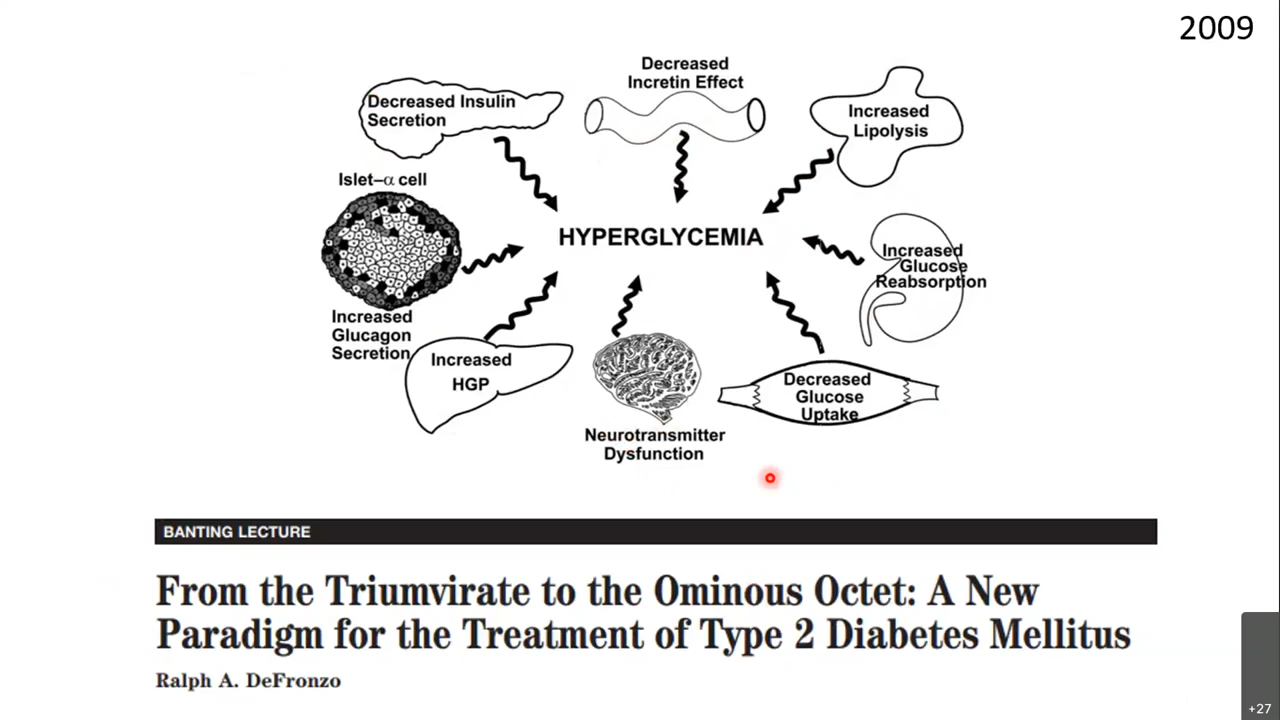 2009
Decreased
Incretin Effect
Decreased Insulin
Secretion
Increased
Lipolysis
Islet–α cell
HYPERGLYCEMIA
Increased
Glucose
Reabsorption
Increased
Glucagon
Secretion
Increased
HGP
Decreased
Glucose
Uptake
Neurotransmitter
Dysfunction
BANTING LECTURE
From the Triumvirate to the Ominous Octet: A New
Paradigm for the Treatment of Type 2 Diabetes Mellitus
Ralph A. DeFronzo
+27